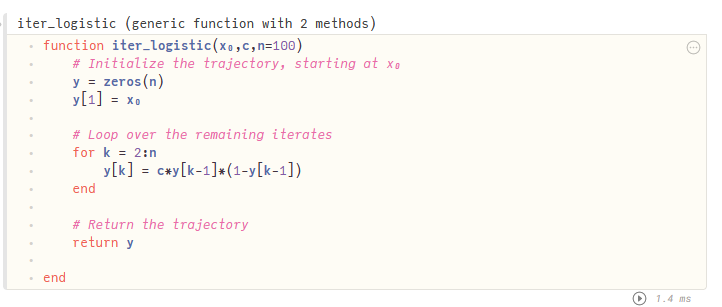 iter_logistic (generic function with 2 methods)
function iter_logistic(x₀,c,n=100)
# Initialize the trajectory, starting at x₀
y = zeros(n)
y[1] = x₀
# Loop over the remaining iterates
for k = 2:n
y[k] = c*y[k-1]*(1-y[k-1])
end
# Return the trajectory
return y
end
1.4 ms